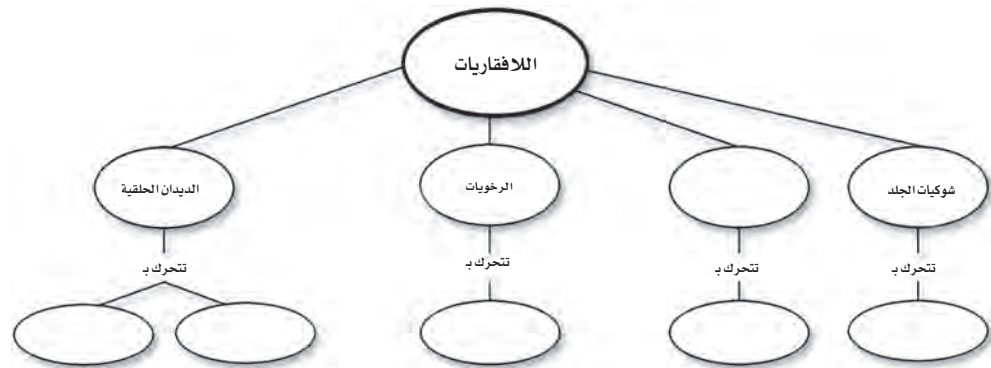 اللافقاريات
شوكيات الجلد
الرخويات
الديدان الحلقية
تتحرك بـ
تتحرك بـ
تتحرك بـ
تتحرك بـ